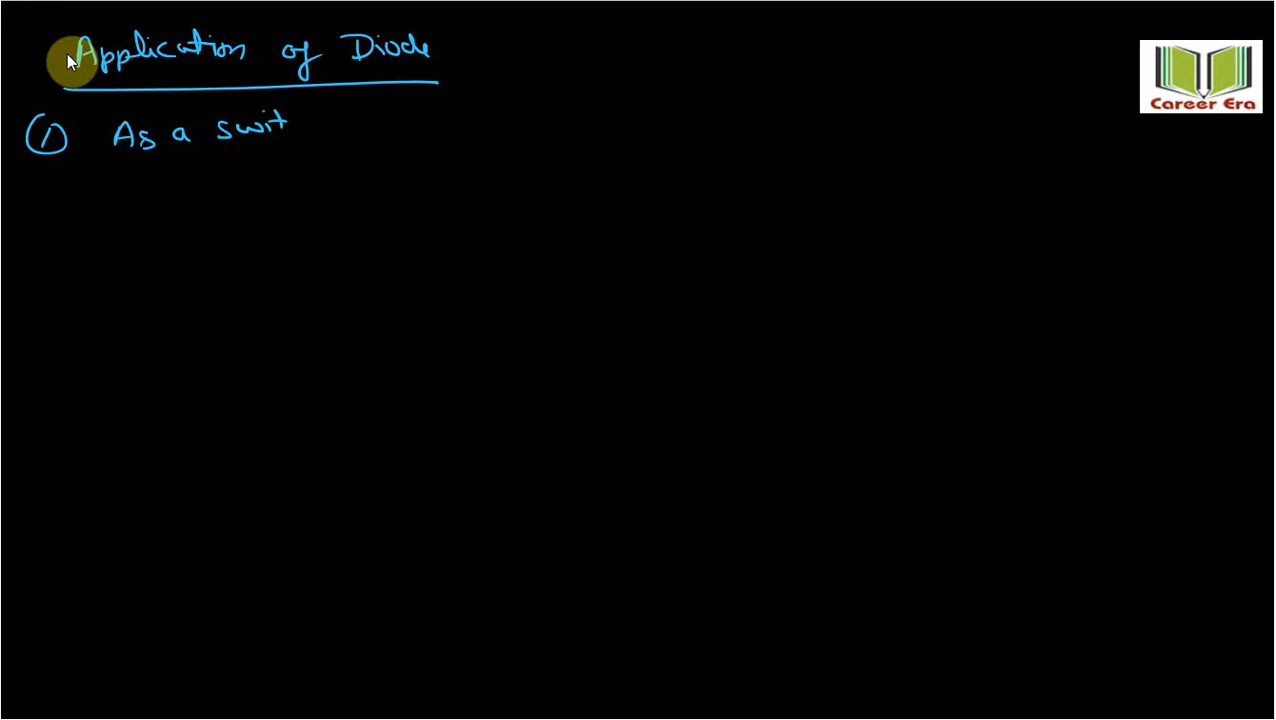 Application of Diode
① As a swit
Career Era